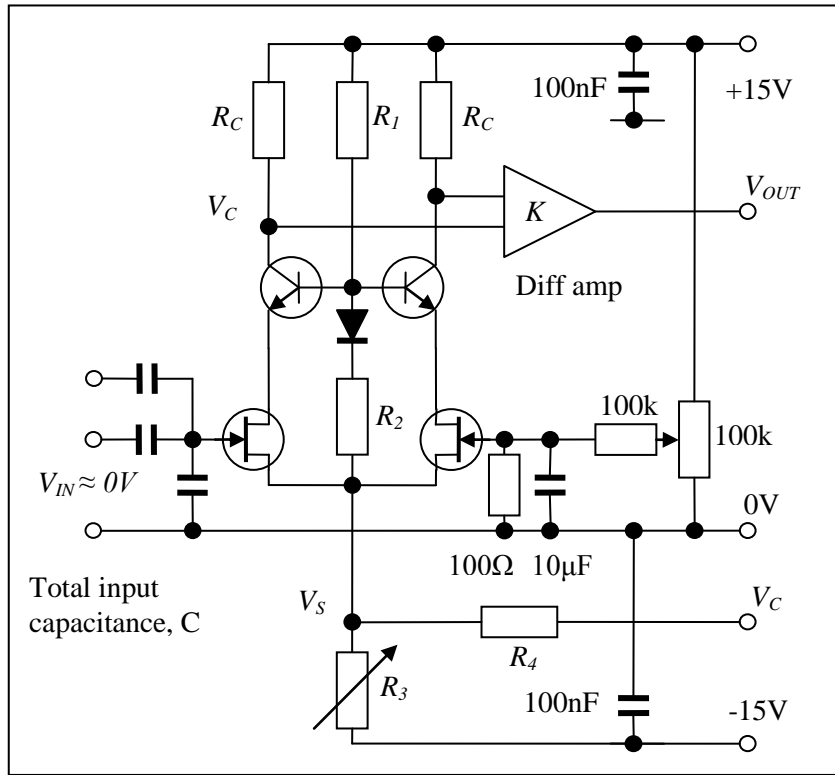 100nF
+15V
R_C
R_1
R_C
V_C
K
V_OUT
Diff amp
R_2
100k
100k
V_IN ≈ 0V
0V
100Ω
10μF
Total input
capacitance, C
V_S
V_C
R_4
R_3
100nF
-15V